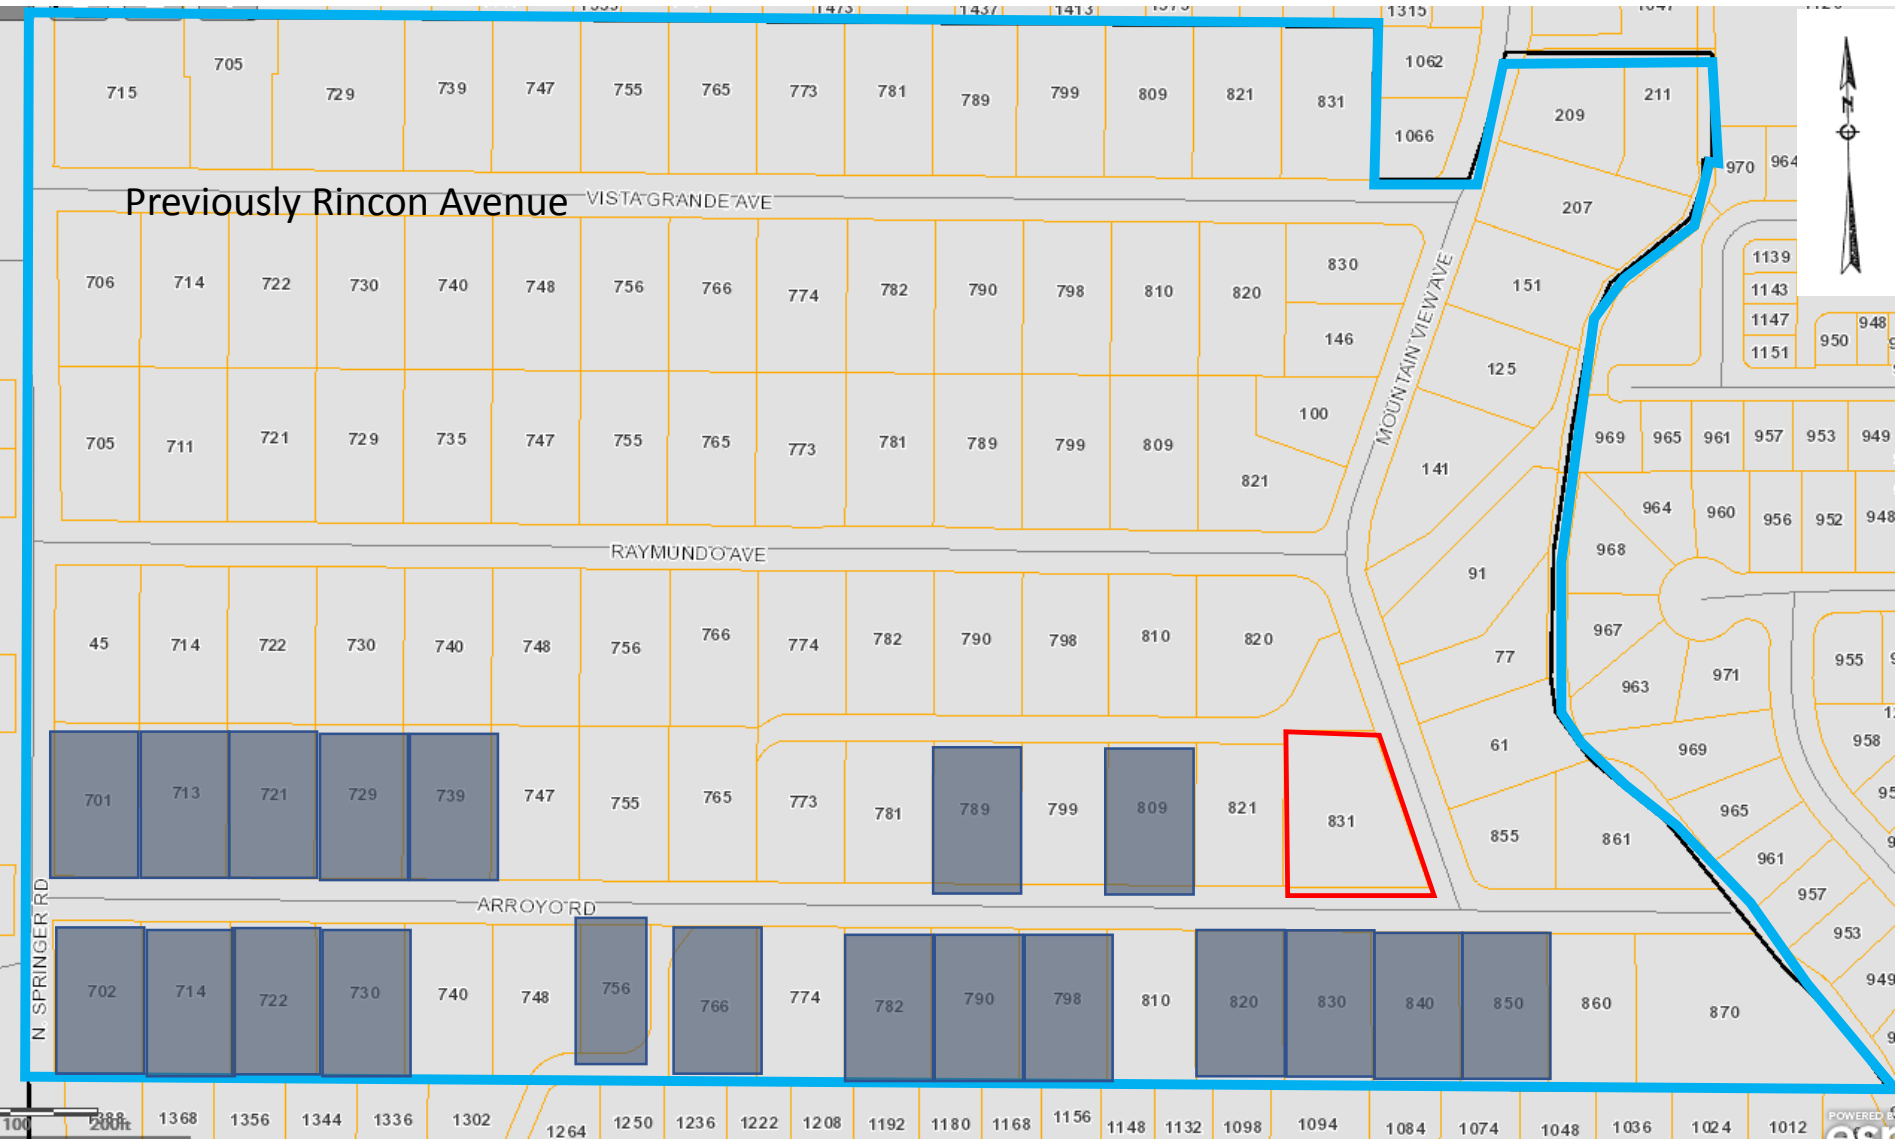 1473 1437 1413 1315
715 705 729 739 747 755 765 773 781 789 799 809 821 831 1062 209 211
1066
N
970 964
Previously Rincon Avenue
VISTA GRANDE AVE
207
706 714 722 730 740 748 756 766 774 782 790 798 810 820 830
146
MOUNTAIN VIEW AVE
151
1139
1143
1147
1151
950 948
125
705 711 721 729 735 747 755 765 773 781 789 799 809 821 100
141
969 965 961 957 953 949
964 960 956 952 948
968
RAYMUNDO AVE
91
45 714 722 730 740 748 756 766 774 782 790 798 810 820
77
967
963 971
955
61
969
958
701 713 721 729 739 747 755 765 773 781 789 799 809 821 831
855 861
965
961
957
953
949
N. SPRINGER RD
ARROYO RD
702 714 722 730 740 748 756 766 774 782 790 798 810 820 830 840 850 860 870
100 200ft
1388 1368 1356 1344 1336 1302 1264 1250 1236 1222 1208 1192 1180 1168 1156 1148 1132 1098 1094 1084 1074 1048 1036 1024 1012
POWERED
esri